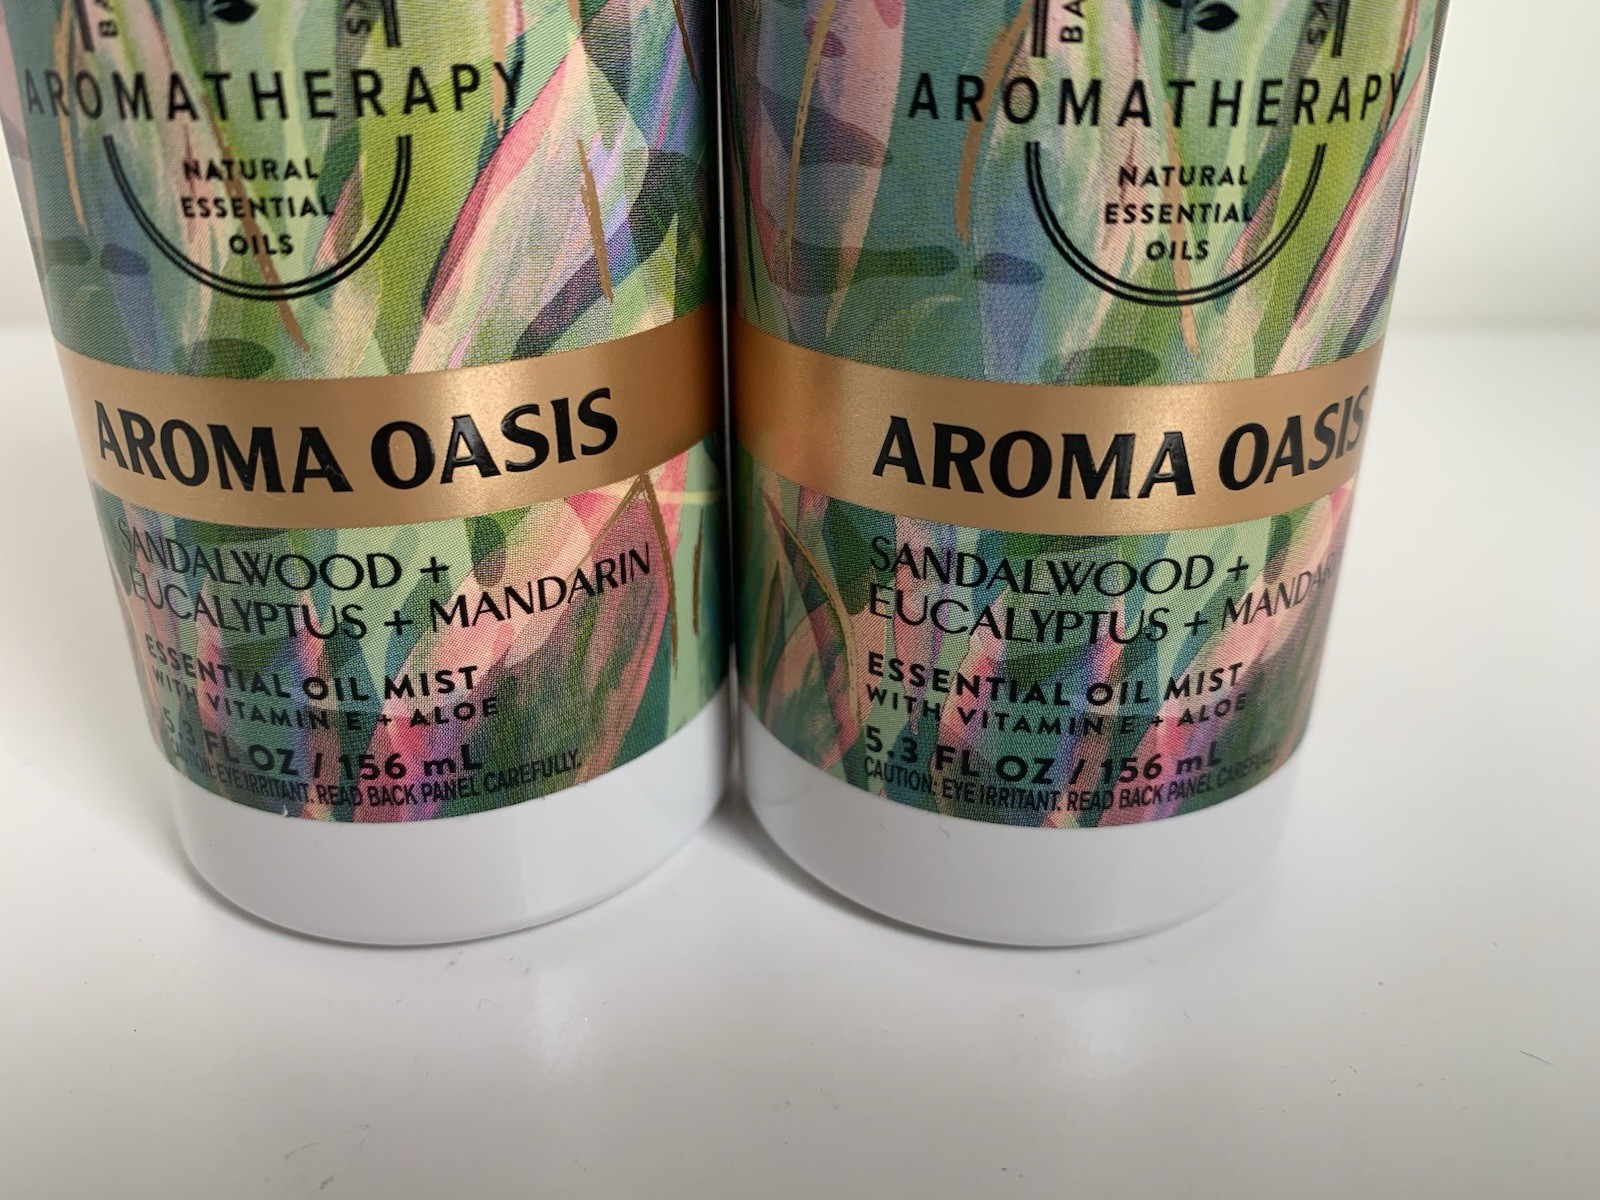 AROMATHERAPY
NATURAL
ESSENTIAL
OILS
AROMA OASIS
SANDALWOOD +
EUCALYPTUS + MANDARIN
ESSENTIAL OIL MIST
WITH VITAMIN E + ALOE
5.3 FL OZ / 156 mL
CAUTION: EYE IRRITANT. READ BACK PANEL CAREFULLY.
AROMATHERAPY
NATURAL
ESSENTIAL
OILS
AROMA OASIS
SANDALWOOD +
EUCALYPTUS +
ESSENTIAL OIL MIST
WITH VITAMIN E + ALOE
5.3 FL OZ / 156 mL
CAUTION: EYE IRRITANT. READ BACK PANEL CAREFULLY.